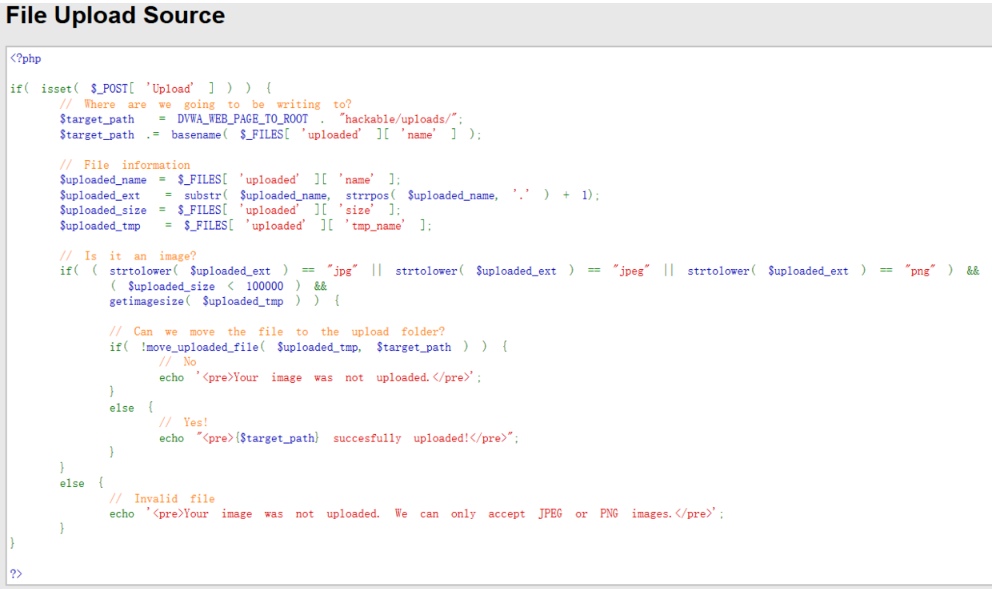 File Upload Source
<?php
if( isset( $_POST[ 'Upload' ] ) ) {
// Where are we going to be writing to?
$target_path = DVWA_WEB_PAGE_TO_ROOT . "hackable/uploads/";
$target_path .= basename( $_FILES[ 'uploaded' ][ 'name' ] );
// File information
$uploaded_name = $_FILES[ 'uploaded' ][ 'name' ];
$uploaded_ext = substr( $uploaded_name, strrpos( $uploaded_name, '.' ) + 1);
$uploaded_size = $_FILES[ 'uploaded' ][ 'size' ];
$uploaded_tmp = $_FILES[ 'uploaded' ][ 'tmp_name' ];
// Is it an image?
if( ( strtolower( $uploaded_ext ) == "jpg" || strtolower( $uploaded_ext ) == "jpeg" || strtolower( $uploaded_ext ) == "png" ) &&
( $uploaded_size < 100000 ) &&
getimagesize( $uploaded_tmp ) ) {
// Can we move the file to the upload folder?
if( !move_uploaded_file( $uploaded_tmp, $target_path ) ) {
// No
echo '<pre>Your image was not uploaded.</pre>';
}
else {
// Yes!
echo "<pre>{$target_path} succesfully uploaded!</pre>";
}
}
else {
// Invalid file
echo '<pre>Your image was not uploaded. We can only accept JPEG or PNG images.</pre>';
}
}
?>